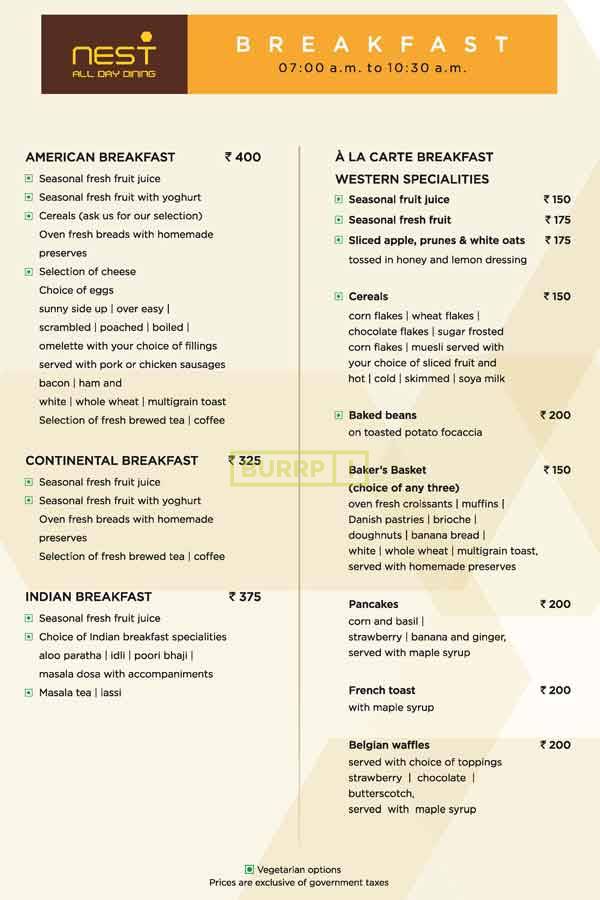 nest
ALL DAY DINING
BREAKFAST
07:00 a.m. to 10:30 a.m.
AMERICAN BREAKFAST ₹ 400
Seasonal fresh fruit juice
Seasonal fresh fruit with yoghurt
Cereals (ask us for our selection)
Oven fresh breads with homemade
preserves
Selection of cheese
Choice of eggs
sunny side up | over easy |
scrambled | poached | boiled |
omelette with your choice of fillings
served with pork or chicken sausages
bacon | ham and
white | whole wheat | multigrain toast
Selection of fresh brewed tea | coffee
CONTINENTAL BREAKFAST ₹ 325
Seasonal fresh fruit juice
Seasonal fresh fruit with yoghurt
Oven fresh breads with homemade
preserves
Selection of fresh brewed tea | coffee
INDIAN BREAKFAST ₹ 375
Seasonal fresh fruit juice
Choice of Indian breakfast specialities
aloo paratha | idli | poori bhaji |
masala dosa with accompaniments
Masala tea | lassi
À LA CARTE BREAKFAST
WESTERN SPECIALITIES
Seasonal fruit juice ₹ 150
Seasonal fresh fruit ₹ 175
Sliced apple, prunes & white oats ₹ 175
tossed in honey and lemon dressing
Cereals ₹ 150
corn flakes | wheat flakes |
chocolate flakes | sugar frosted
corn flakes | muesli served with
your choice of sliced fruit and
hot | cold | skimmed | soya milk
Baked beans ₹ 200
on toasted potato focaccia
BURRP!
Baker's Basket ₹ 150
(choice of any three)
oven fresh croissants | muffins |
Danish pastries | brioche |
doughnuts | banana bread |
white | whole wheat | multigrain toast,
served with homemade preserves
Pancakes ₹ 200
corn and basil |
strawberry | banana and ginger,
served with maple syrup
French toast ₹ 200
with maple syrup
Belgian waffles ₹ 200
served with choice of toppings
strawberry | chocolate |
butterscotch,
served with maple syrup
Vegetarian options
Prices are exclusive of government taxes